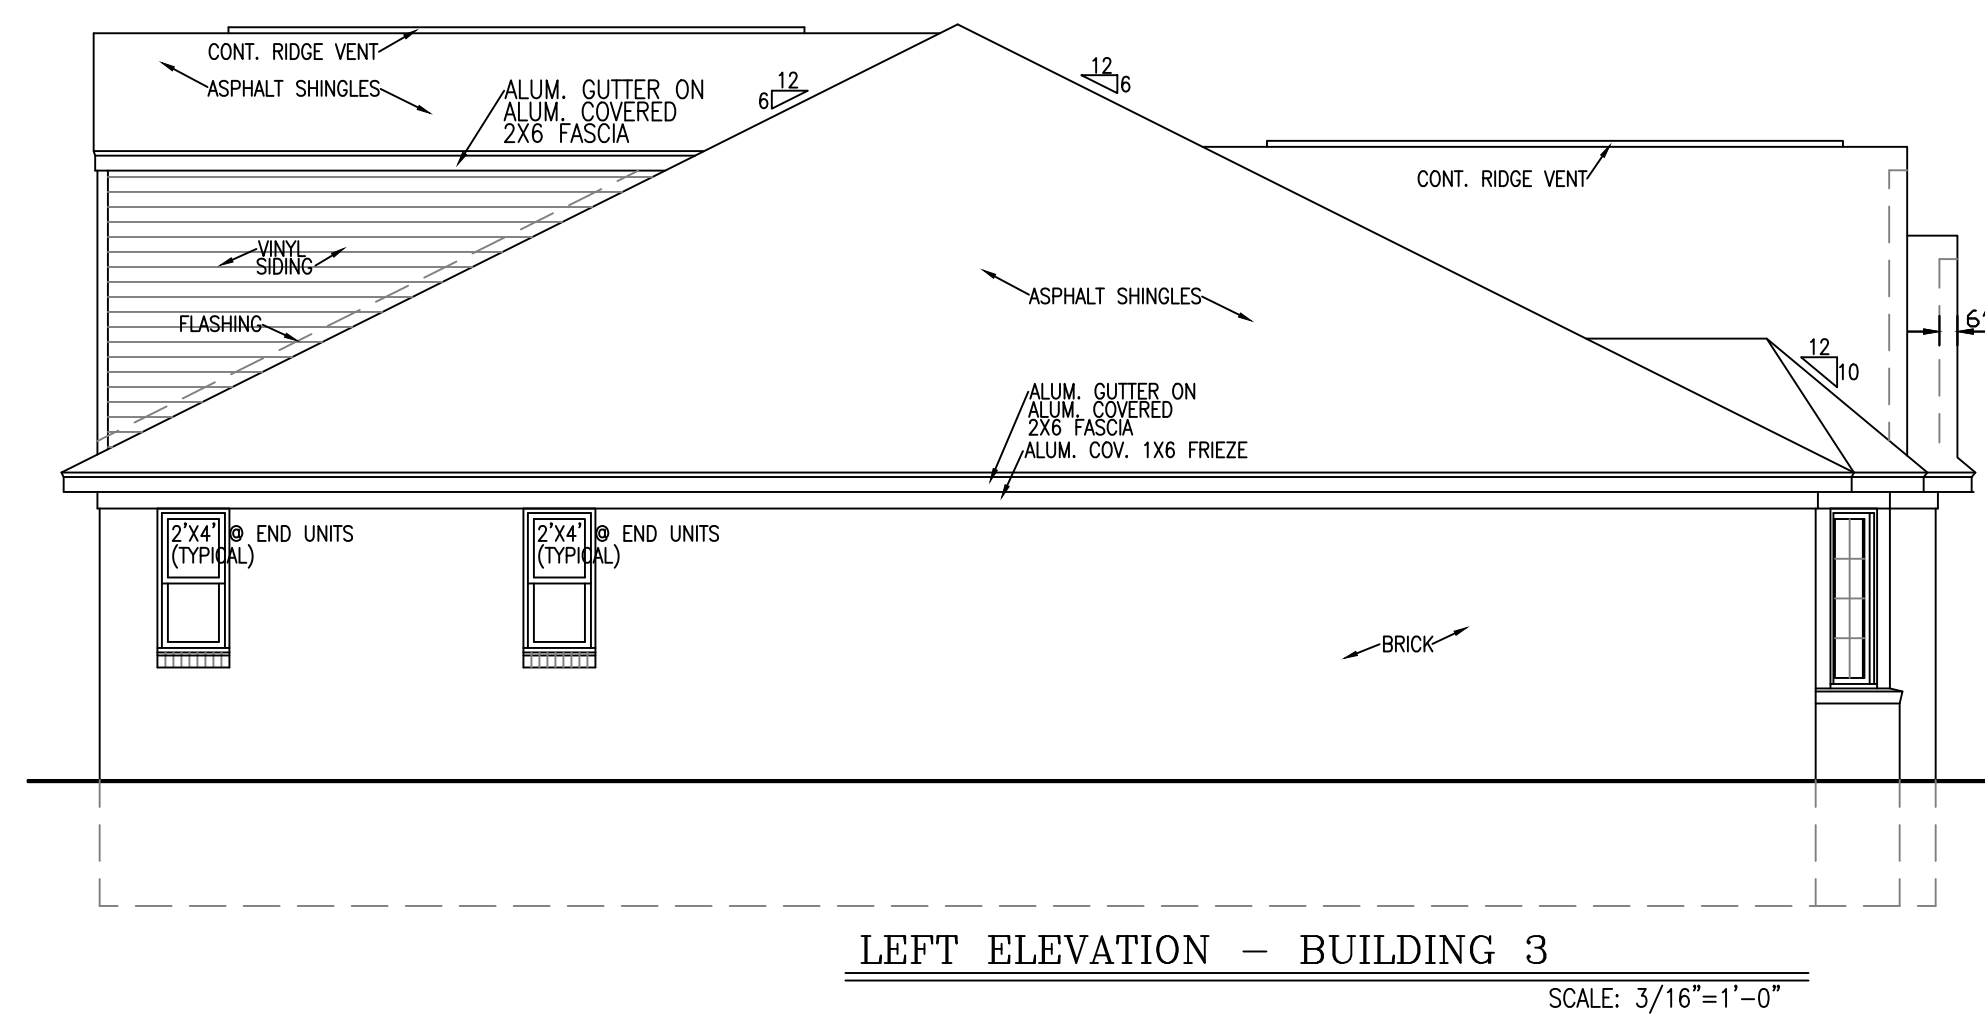 CONT. RIDGE VENT
ASPHALT SHINGLES
ALUM. GUTTER ON
ALUM. COVERED
2X6 FASCIA
12
6
12
6
CONT. RIDGE VENT
VINYL
SIDING
FLASHING
ASPHALT SHINGLES
6"
12
10
ALUM. GUTTER ON
ALUM. COVERED
2X6 FASCIA
ALUM. COV. 1X6 FRIEZE
2'X4' @ END UNITS
(TYPICAL)
2'X4' @ END UNITS
(TYPICAL)
BRICK
LEFT ELEVATION – BUILDING 3
SCALE: 3/16"=1'-0"